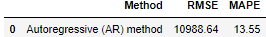 Method RMSE MAPE
0 Autoregressive (AR) method 10988.64 13.55